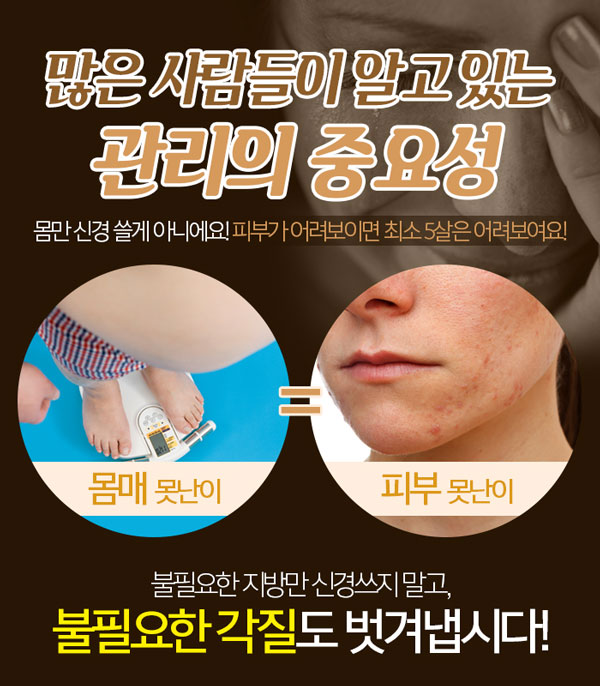 많은 사람들이 알고 있는
관리의 중요성
몸만 신경 쓸게 아니에요! 피부가 어려보이면 최소 5살은 어려보여요!
=
몸매 못난이
피부 못난이
불필요한 지방만 신경쓰지 말고,
불필요한 각질도 벗겨냅시다!